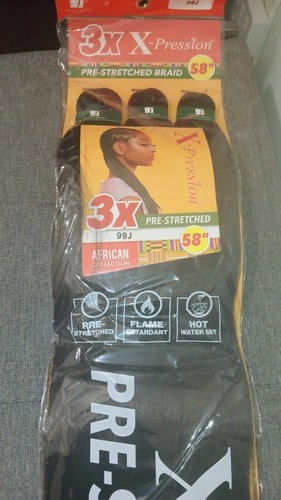 99J
3X X-Pression
PRE-STRETCHED BRAID 58"
X-Pression
3X
PRE-STRETCHED
99J
58"
AFRICAN
COLLECTION
PRE-
STRETCHED
FLAME
RETARDANT
HOT
WATER SET
PRE-S
X